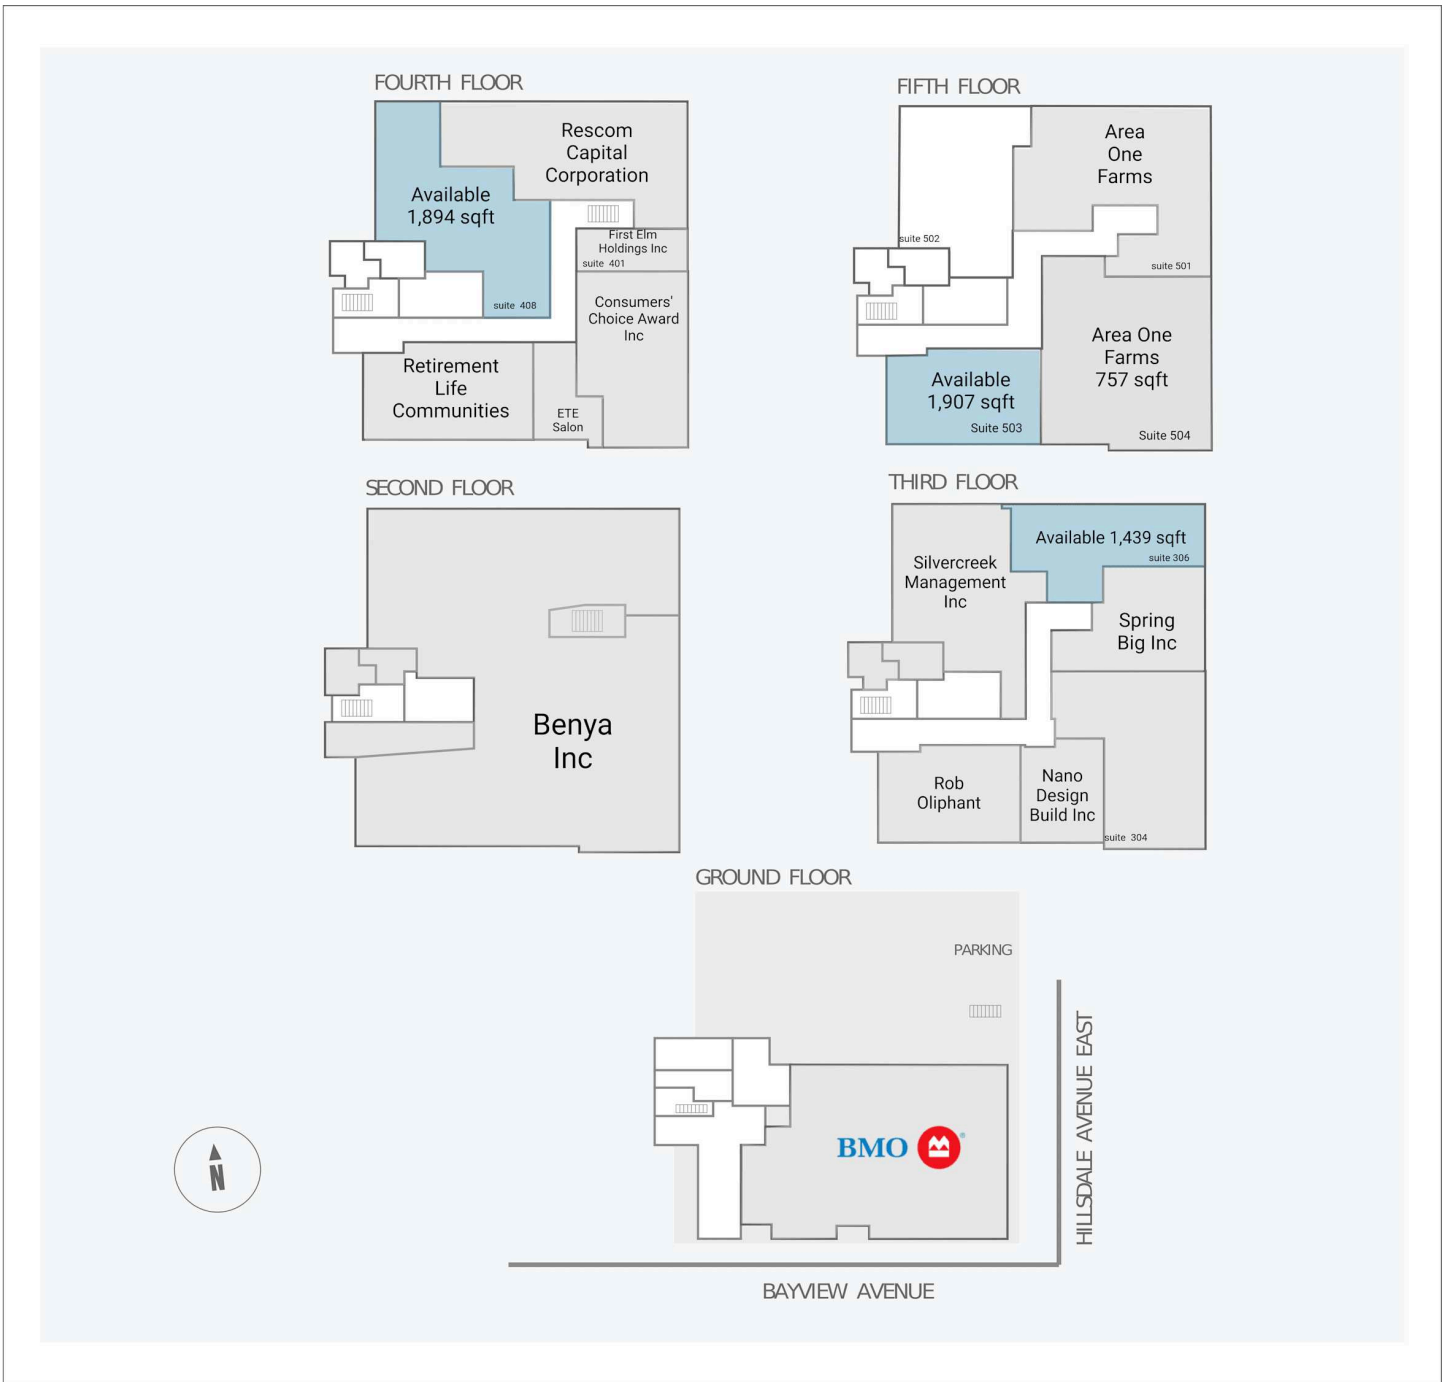 FOURTH FLOOR
Rescom
Capital
Corporation
Available
1,894 sqft
First Elm
Holdings Inc
suite 401
suite 408
Consumers'
Choice Award
Inc
Retirement
Life
Communities
ETE
Salon
FIFTH FLOOR
Area
One
Farms
suite 502
suite 501
Area One
Farms
757 sqft
Suite 504
Available
1,907 sqft
Suite 503
SECOND FLOOR
Benya
Inc
THIRD FLOOR
Available 1,439 sqft
suite 306
Silvercreek
Management
Inc
Spring
Big Inc
Rob
Oliphant
Nano
Design
Build Inc
suite 304
GROUND FLOOR
PARKING
BMO
®
HILLSDALE AVENUE EAST
BAYVIEW AVENUE
N